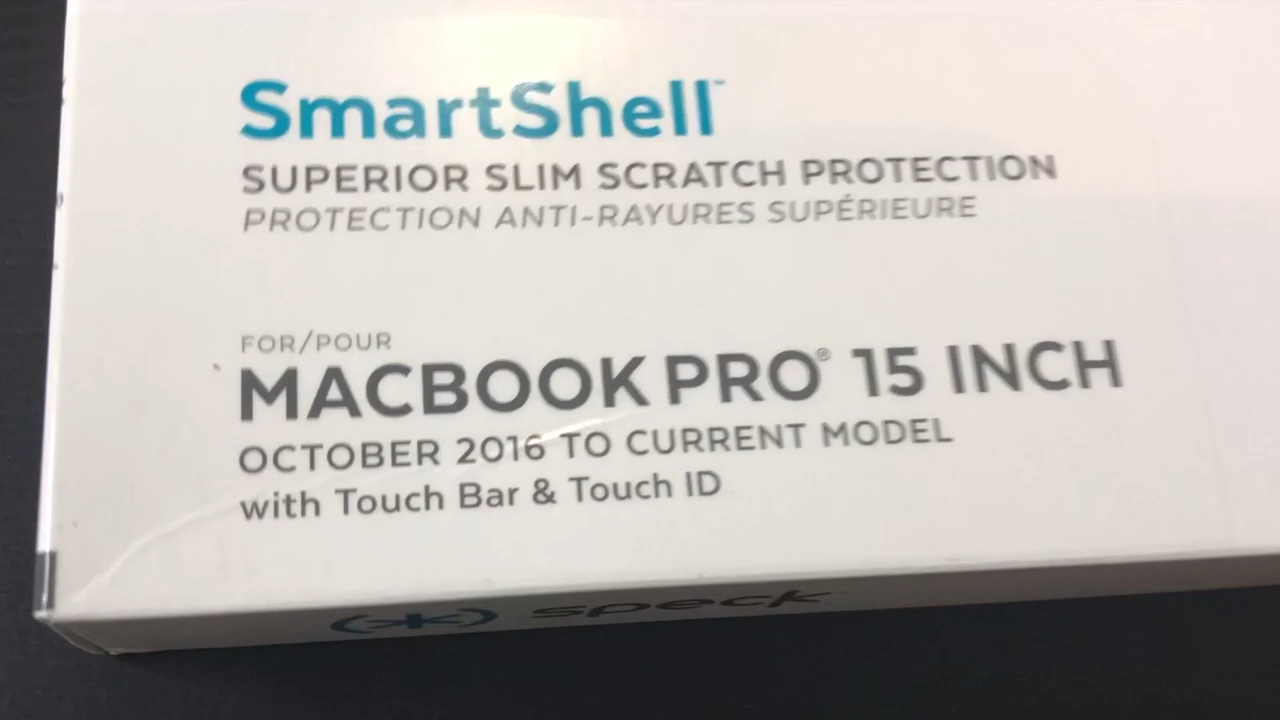 SmartShell™
SUPERIOR SLIM SCRATCH PROTECTION
PROTECTION ANTI-RAYURES SUPÉRIEURE
FOR/POUR
MACBOOK PRO® 15 INCH
OCTOBER 2016 TO CURRENT MODEL
with Touch Bar & Touch ID
speck